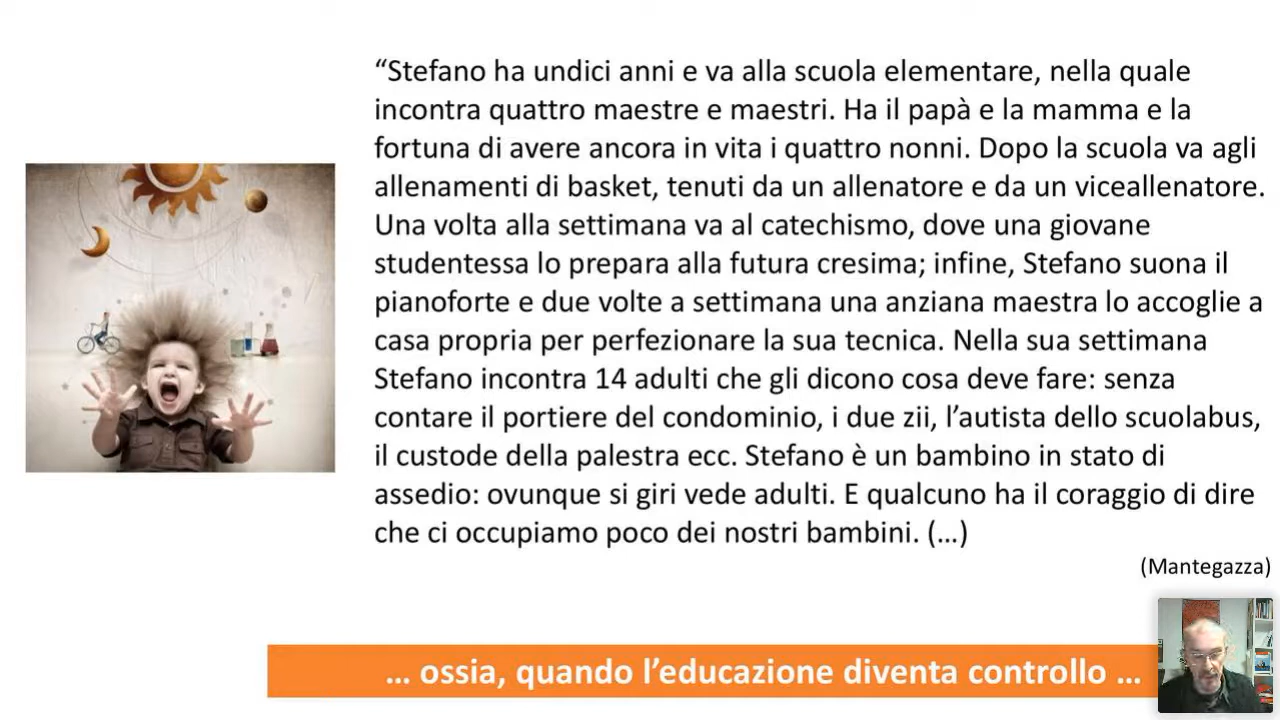 “Stefano ha undici anni e va alla scuola elementare, nella quale
incontra quattro maestre e maestri. Ha il papà e la mamma e la
fortuna di avere ancora in vita i quattro nonni. Dopo la scuola va agli
allenamenti di basket, tenuti da un allenatore e da un viceallenatore.
Una volta alla settimana va al catechismo, dove una giovane
studentessa lo prepara alla futura cresima; infine, Stefano suona il
pianoforte e due volte a settimana una anziana maestra lo accoglie a
casa propria per perfezionare la sua tecnica. Nella sua settimana
Stefano incontra 14 adulti che gli dicono cosa deve fare: senza
contare il portiere del condominio, i due zii, l’autista dello scuolabus,
il custode della palestra ecc. Stefano è un bambino in stato di
assedio: ovunque si giri vede adulti. E qualcuno ha il coraggio di dire
che ci occupiamo poco dei nostri bambini. (…)
(Mantegazza)
… ossia, quando l’educazione diventa controllo …